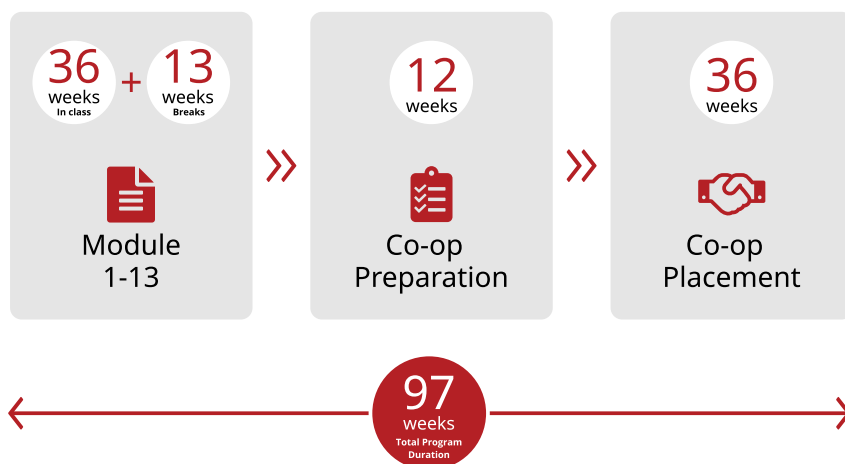 36
weeks
In class
+
13
weeks
Breaks
Module
1-13
12
weeks
Co-op
Preparation
36
weeks
Co-op
Placement
97
weeks
Total Program
Duration